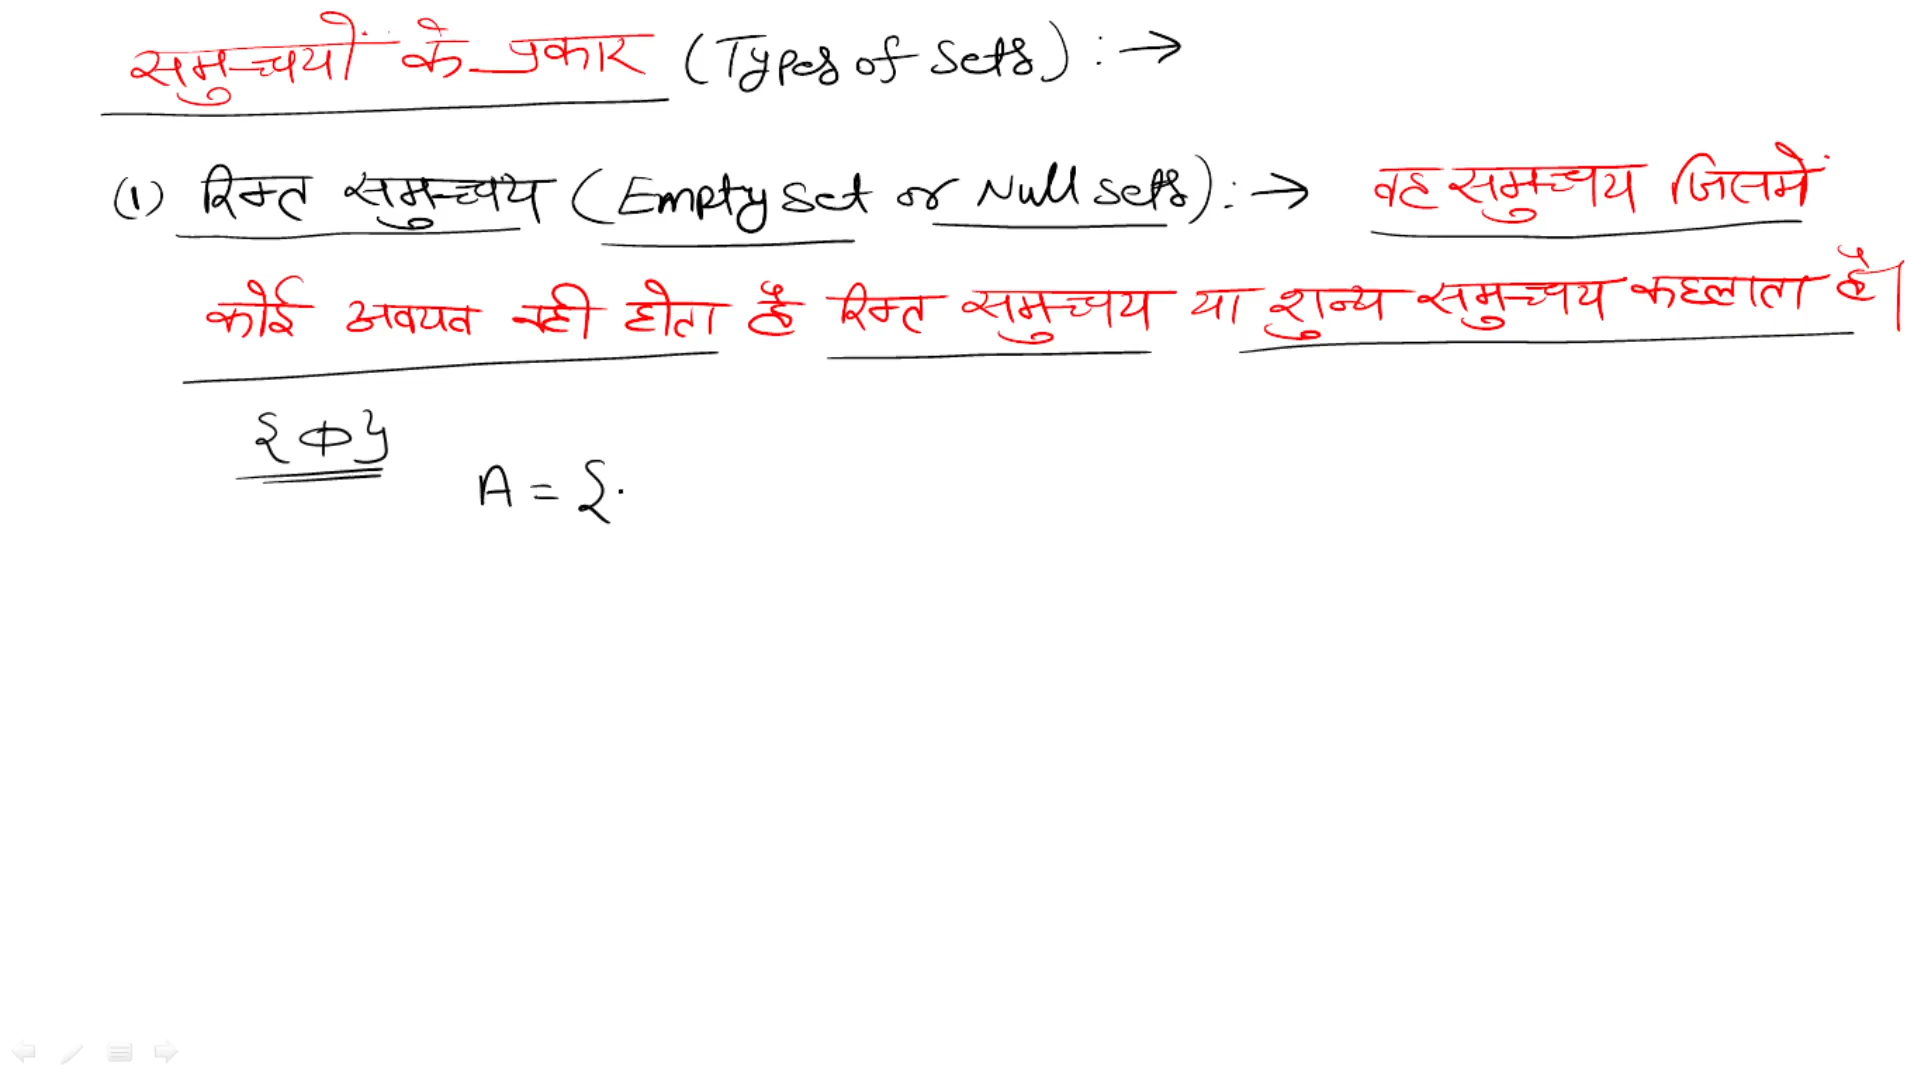 समुच्चयों के प्रकार (Types of Sets) : →
(1) रिक्त समुच्चय (Empty Set or Null Sets) : → वह समुच्चय जिसमें
कोई अवयव नही होता है रिक्त समुच्चय या शुन्य समुच्चय कहलाता है।
{ Φ }
A = {.